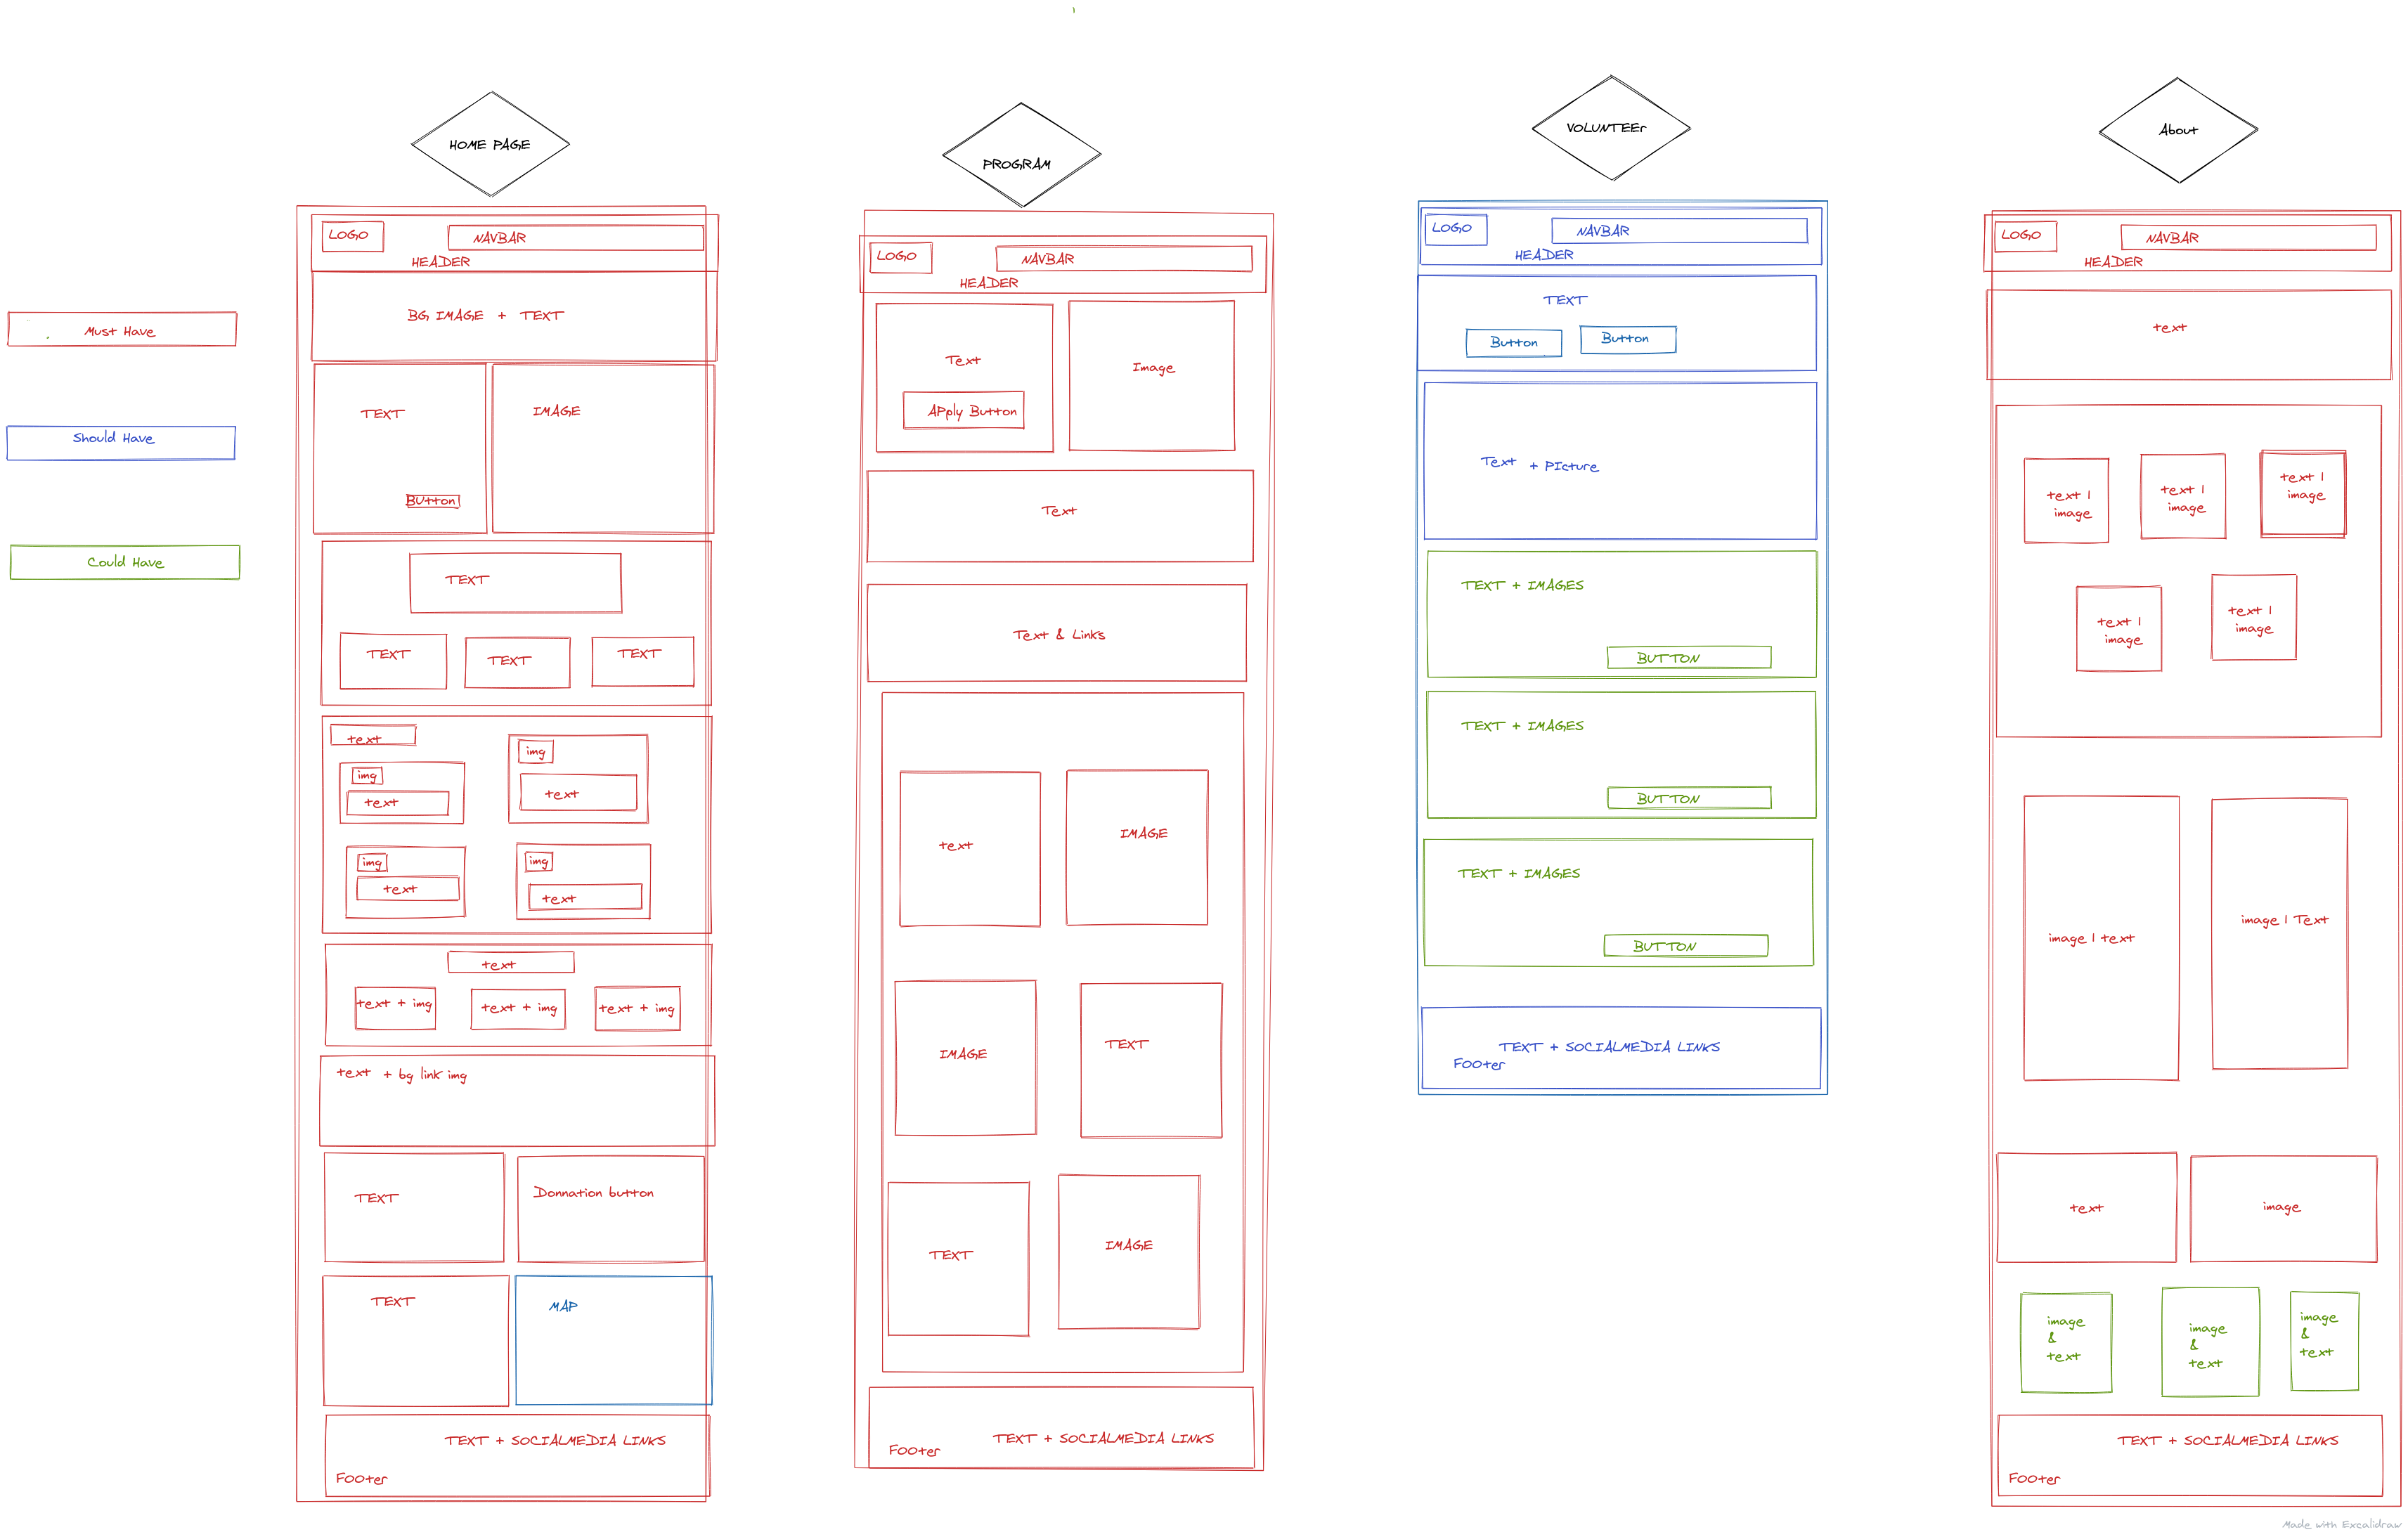 Must Have
Should Have
Could Have
HOME PAGE
LOGO
NAVBAR
HEADER
BG IMAGE + TEXT
TEXT
IMAGE
BUtton
TEXT
TEXT
TEXT
TEXT
text
img
text
img
text
img
text
img
text
text
text + img
text + img
text + img
text + bg link img
TEXT
Donnation button
TEXT
MAP
TEXT + SOCIALMEDIA LINKS
FOOter
PROGRAM
LOGO
NAVBAR
HEADER
Text
APply Button
Image
Text
Text & Links
text
IMAGE
IMAGE
TEXT
TEXT
IMAGE
TEXT + SOCIALMEDIA LINKS
FOOter
VOLUNTEEr
LOGO
NAVBAR
HEADER
TEXT
Button
Button
Text + PIcture
TEXT + IMAGES
BUTTON
TEXT + IMAGES
BUTTON
TEXT + IMAGES
BUTTON
TEXT + SOCIALMEDIA LINKS
FOOter
About
LOGO
NAVBAR
HEADER
text
text |
image
text |
image
text |
image
text |
image
text |
image
image | text
image | Text
text
image
image
&
text
image
&
text
image
&
text
TEXT + SOCIALMEDIA LINKS
FOOter
Made with Excalidraw